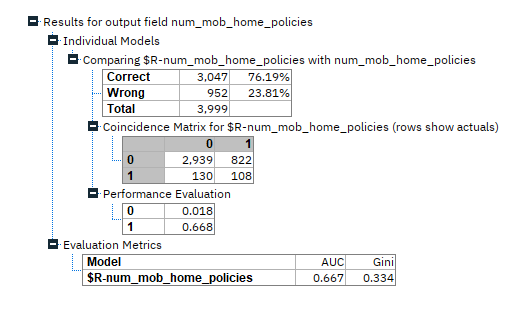 Results for output field num_mob_home_policies
Individual Models
Comparing $R-num_mob_home_policies with num_mob_home_policies
Correct 3,047 76.19%
Wrong 952 23.81%
Total 3,999
Coincidence Matrix for $R-num_mob_home_policies (rows show actuals)
0 1
0 2,939 822
1 130 108
Performance Evaluation
0 0.018
1 0.668
Evaluation Metrics
Model AUC Gini
$R-num_mob_home_policies 0.667 0.334